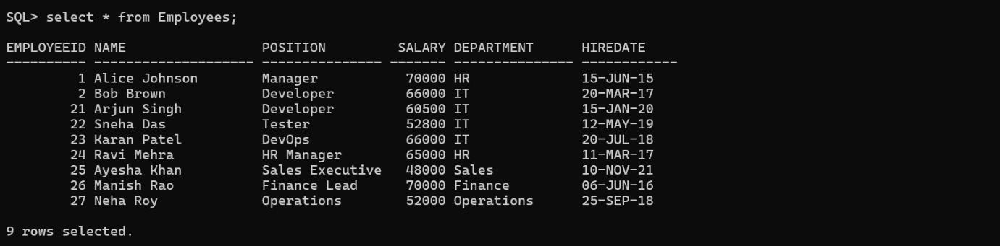 SQL> select * from Employees;
EMPLOYEEID NAME                 POSITION         SALARY DEPARTMENT      HIREDATE
---------- -------------------- --------------- ------- --------------- ------------
         1 Alice Johnson        Manager           70000 HR              15-JUN-15
         2 Bob Brown            Developer         66000 IT              20-MAR-17
        21 Arjun Singh          Developer         60500 IT              15-JAN-20
        22 Sneha Das            Tester            52800 IT              12-MAY-19
        23 Karan Patel          DevOps            66000 IT              20-JUL-18
        24 Ravi Mehra           HR Manager        65000 HR              11-MAR-17
        25 Ayesha Khan          Sales Executive   48000 Sales           10-NOV-21
        26 Manish Rao           Finance Lead      70000 Finance         06-JUN-16
        27 Neha Roy             Operations        52000 Operations      25-SEP-18
9 rows selected.